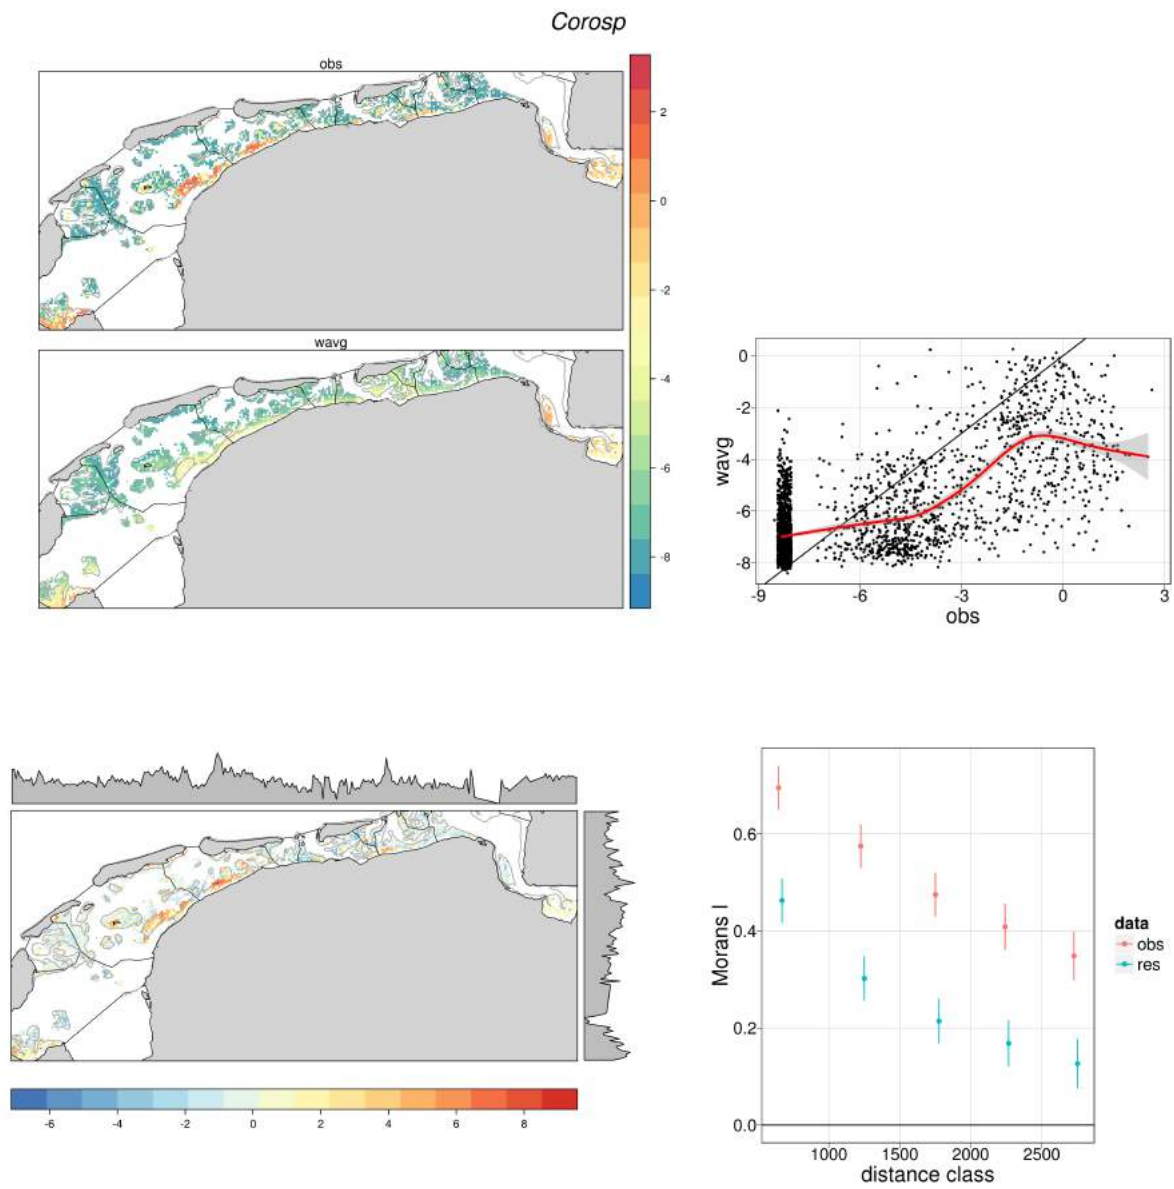 Corosp
obs
2
0
-2
-4
-6
-8
wavg
0
-2
-4
-6
-8
wavg
-9 -6 -3 0 3
obs
-6 -4 -2 0 2 4 6 8
0.6
0.4
0.2
0.0
Morans I
1000 1500 2000 2500
distance class
data
obs
res